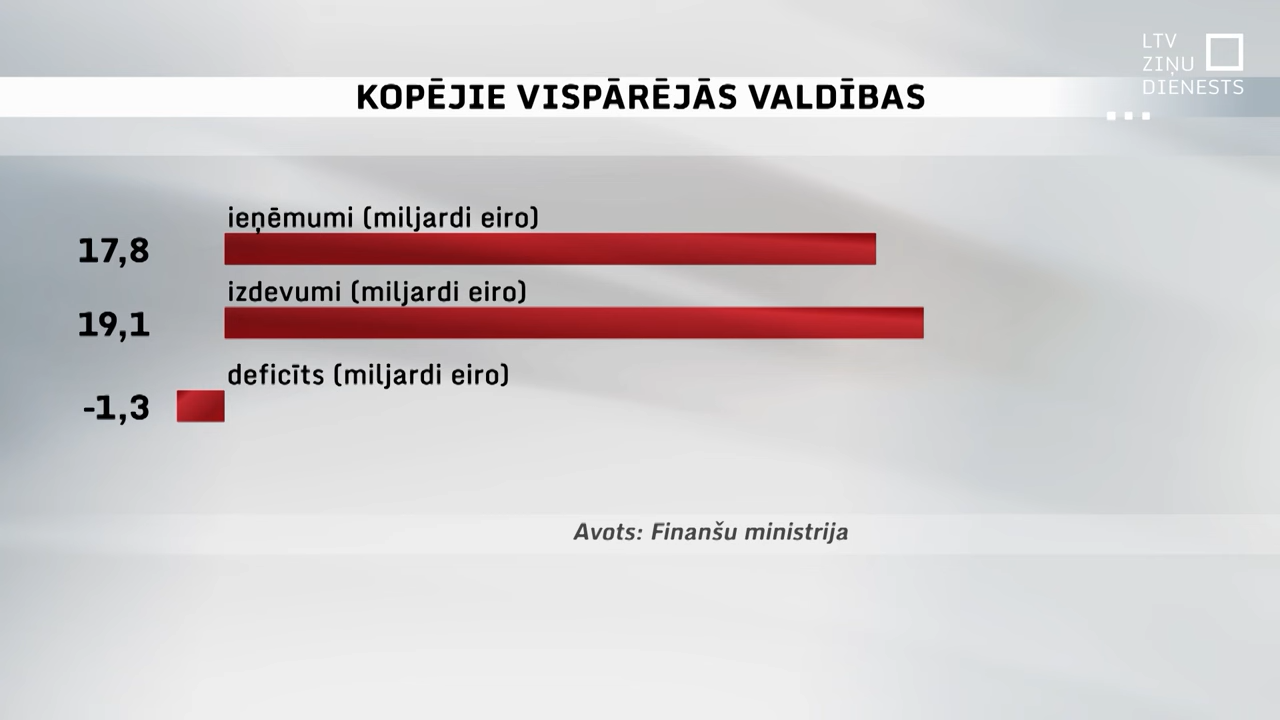 LTV
ZIŅU
DIENESTS
KOPĒJIE VISPĀRĒJĀS VALDĪBAS
ieņēmumi (miljardi eiro)
17,8
izdevumi (miljardi eiro)
19,1
deficīts (miljardi eiro)
-1,3
Avots: Finanšu ministrija